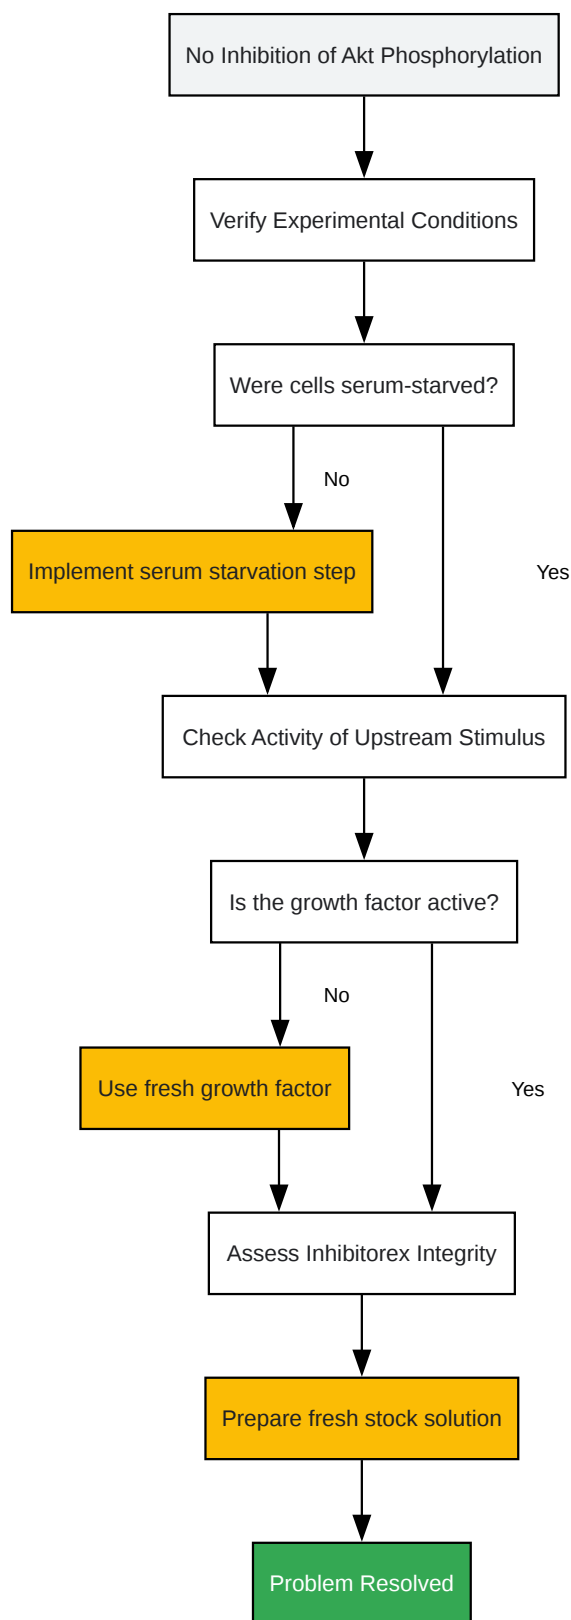 No Inhibition of Akt Phosphorylation
Verify Experimental Conditions
Were cells serum-starved?
No
Implement serum starvation step
Yes
Check Activity of Upstream Stimulus
Is the growth factor active?
No
Use fresh growth factor
Yes
Assess Inhibitorex Integrity
Prepare fresh stock solution
Problem Resolved